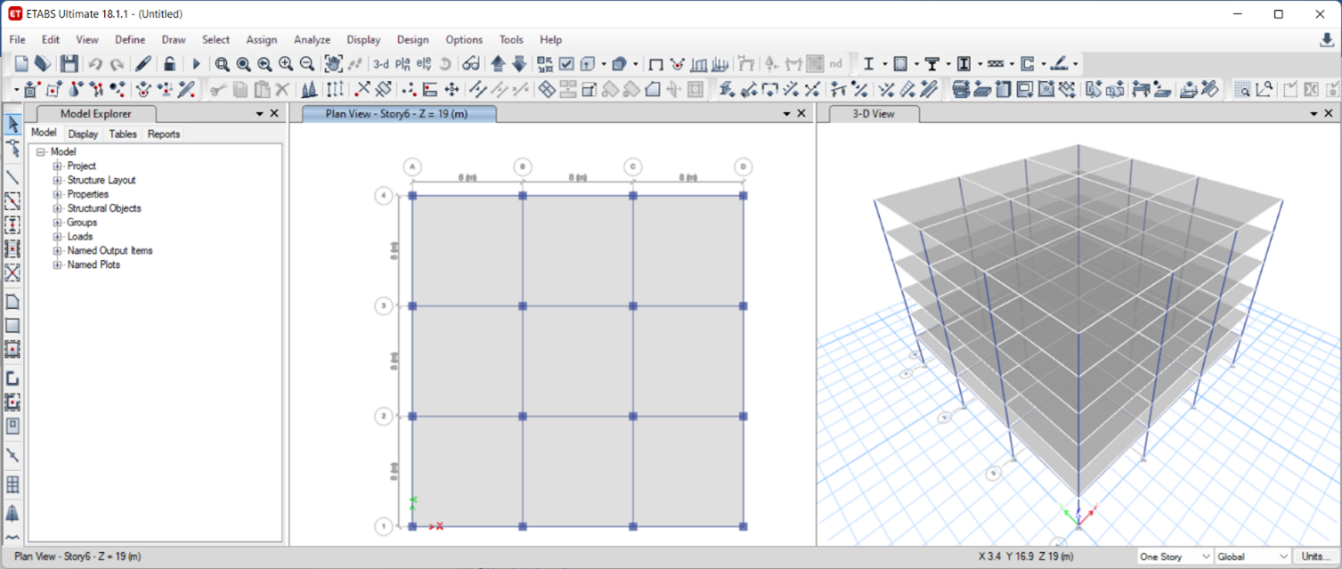 ETABS Ultimate 18.1.1 - (Untitled)
File Edit View Define Draw Select Assign Analyze Display Design Options Tools Help
3-d nd
Model Explorer
Plan View - Story6 - Z = 19 (m)
3-D View
Model Display Tables Reports
Model
Project
Structure Layout
Properties
Structural Objects
Groups
Loads
Named Output Items
Named Plots
A B C D
8 (m) 8 (m) 8 (m)
4
8 (m)
3
8 (m)
2
8 (m)
1
X
Plan View - Story6 - Z = 19 (m)
X 3.4 Y 16.9 Z 19 (m)
One Story
Global
Units...